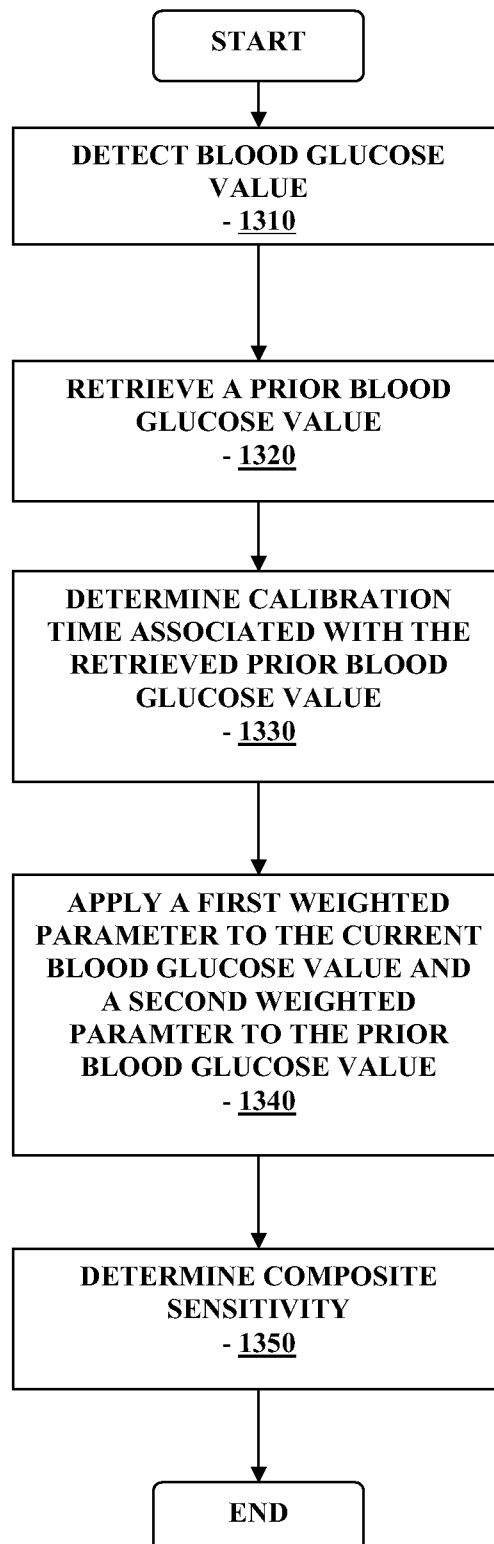 START
DETECT BLOOD GLUCOSE
VALUE
- 1310
RETRIEVE A PRIOR BLOOD
GLUCOSE VALUE
- 1320
DETERMINE CALIBRATION
TIME ASSOCIATED WITH THE
RETRIEVED PRIOR BLOOD
GLUCOSE VALUE
- 1330
APPLY A FIRST WEIGHTED
PARAMETER TO THE CURRENT
BLOOD GLUCOSE VALUE AND
A SECOND WEIGHTED
PARAMTER TO THE PRIOR
BLOOD GLUCOSE VALUE
- 1340
DETERMINE COMPOSITE
SENSITIVITY
- 1350
END